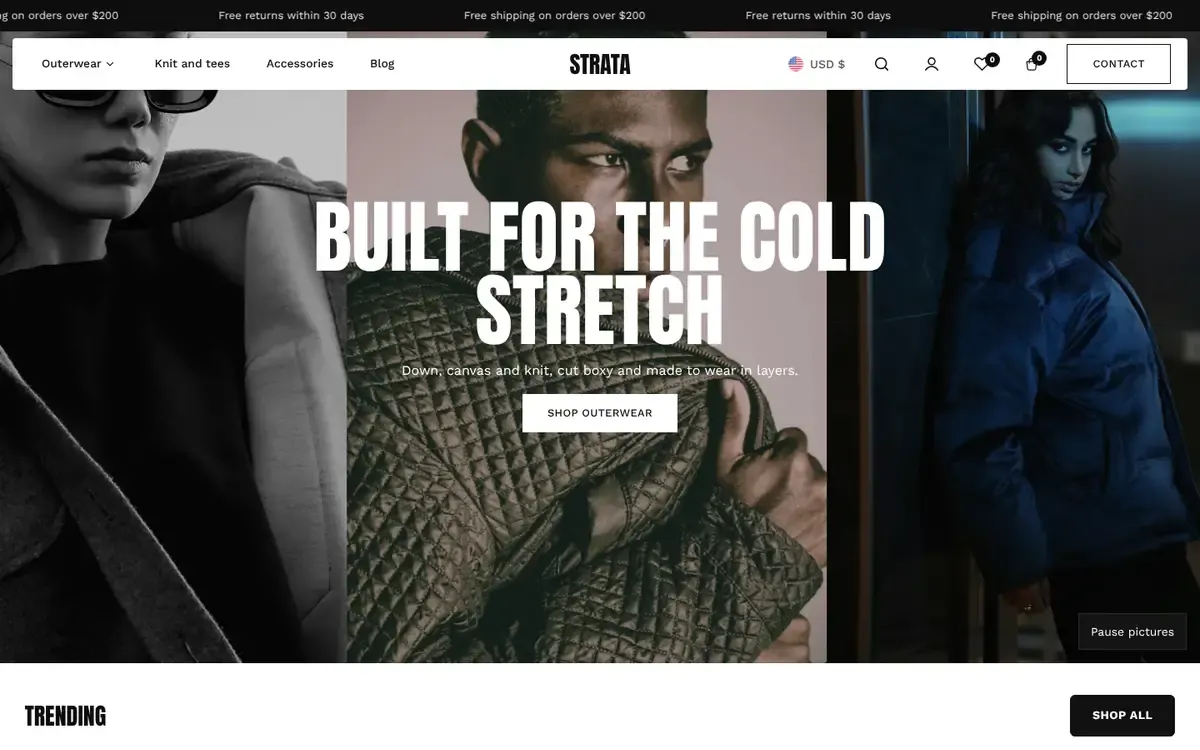 g on orders over $200
Free returns within 30 days
Free shipping on orders over $200
Free returns within 30 days
Free shipping on orders over $200
Outerwear
Knit and tees
Accessories
Blog
STRATA
USD $
0
0
CONTACT
BUILT FOR THE COLD
STRETCH
Down, canvas and knit, cut boxy and made to wear in layers.
SHOP OUTERWEAR
Pause pictures
TRENDING
SHOP ALL